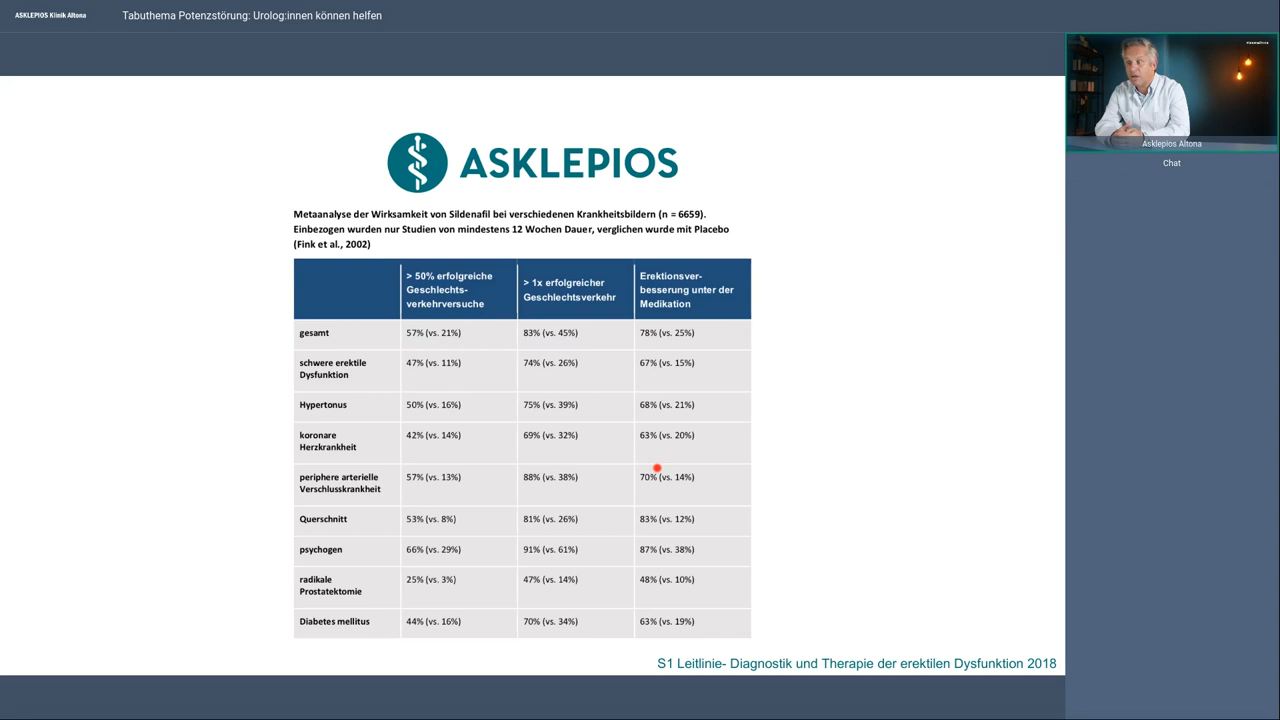 ASKLEPIOS Klinik Altona
Tabuthema Potenzstörung: Urolog:innen können helfen
Asklepios Altona
Chat
ASKLEPIOS
Metaanalyse der Wirksamkeit von Sildenafil bei verschiedenen Krankheitsbildern (n = 6659).
Einbezogen wurden nur Studien von mindestens 12 Wochen Dauer, verglichen wurde mit Placebo
(Fink et al., 2002)
> 50% erfolgreiche
Geschlechts-
verkehrversuche
> 1x erfolgreicher
Geschlechtsverkehr
Erektionsver-
besserung unter der
Medikation
gesamt
57% (vs. 21%)
83% (vs. 45%)
78% (vs. 25%)
schwere erektile
Dysfunktion
47% (vs. 11%)
74% (vs. 26%)
67% (vs. 15%)
Hypertonus
50% (vs. 16%)
75% (vs. 39%)
68% (vs. 21%)
koronare
Herzkrankheit
42% (vs. 14%)
69% (vs. 32%)
63% (vs. 20%)
periphere arterielle
Verschlusskrankheit
57% (vs. 13%)
88% (vs. 38%)
70% (vs. 14%)
Querschnitt
53% (vs. 8%)
81% (vs. 26%)
83% (vs. 12%)
psychogen
66% (vs. 29%)
91% (vs. 61%)
87% (vs. 38%)
radikale
Prostatektomie
25% (vs. 3%)
47% (vs. 14%)
48% (vs. 10%)
Diabetes mellitus
44% (vs. 16%)
70% (vs. 34%)
63% (vs. 19%)
S1 Leitlinie- Diagnostik und Therapie der erektilen Dysfunktion 2018